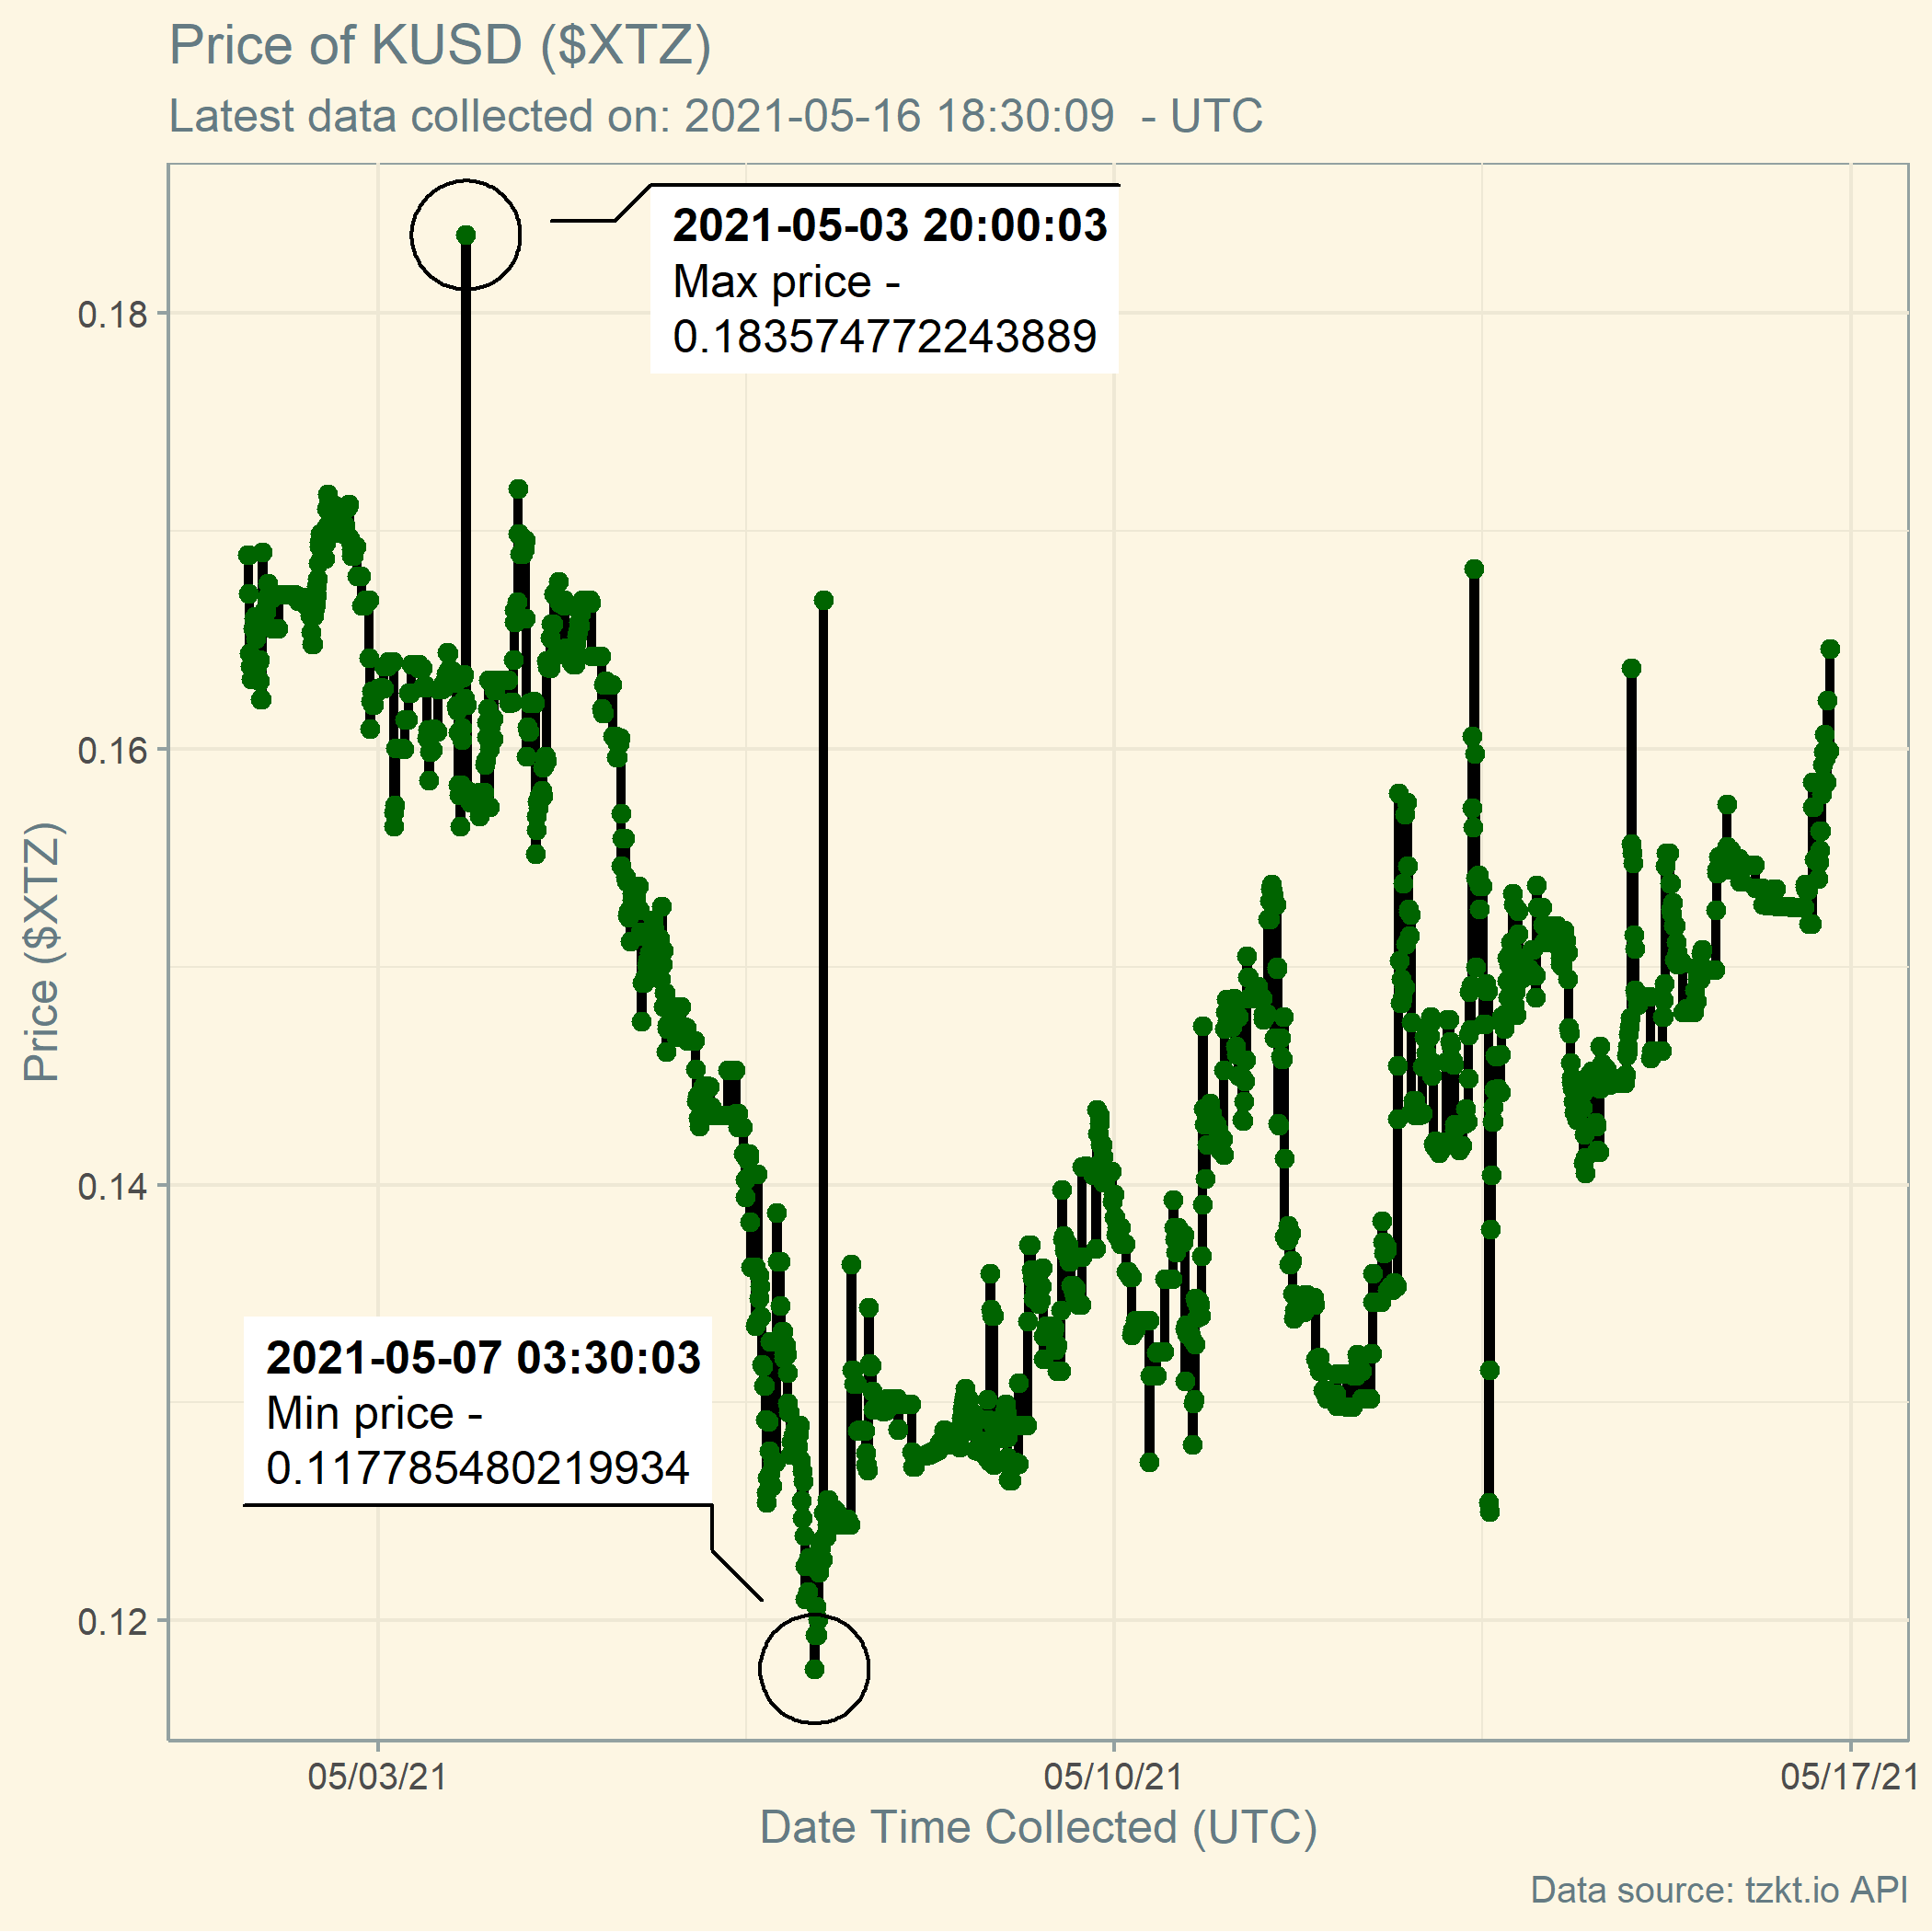 Price of KUSD ($XTZ)
Latest data collected on: 2021-05-16 18:30:09  - UTC
2021-05-03 20:00:03
Max price -
0.183574772243889
0.18
0.16
0.14
0.12
Price ($XTZ)
2021-05-07 03:30:03
Min price -
0.117785480219934
05/03/21
05/10/21
05/17/21
Date Time Collected (UTC)
Data source: tzkt.io API